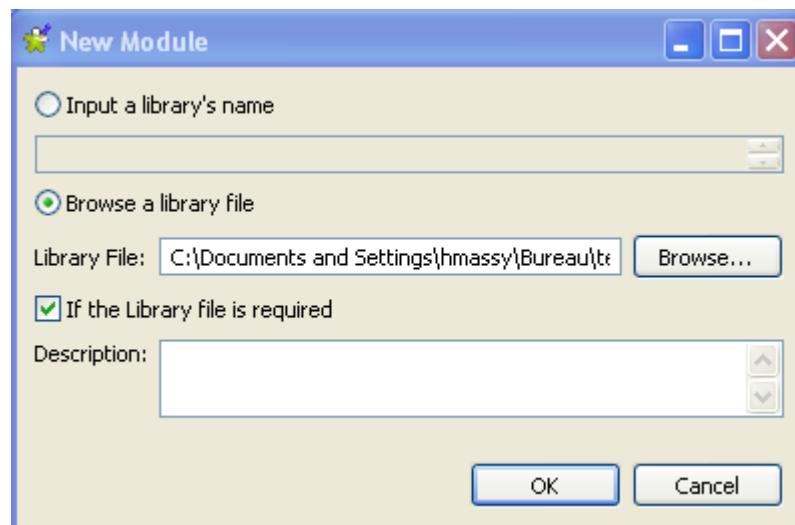 New Module
Input a library's name
Browse a library file
Library File: C:\Documents and Settings\hmassy\Bureau\te Browse...
If the Library file is required
Description:
OK Cancel